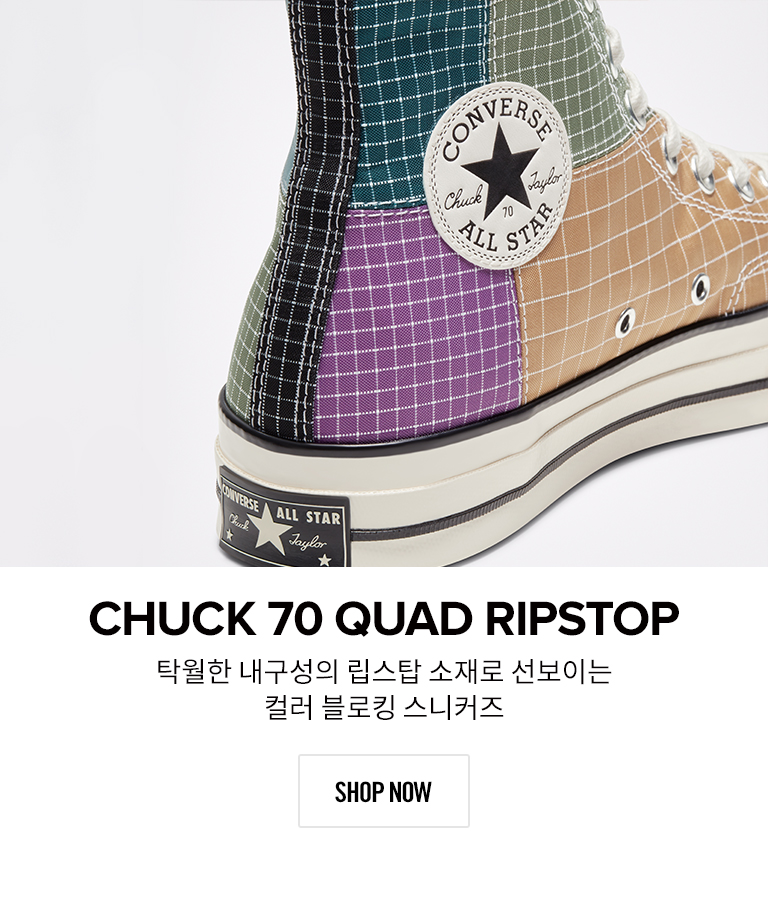 CONVERSE
Chuck Taylor
70
ALL STAR
CONVERSE ALL STAR
Chuck Taylor
CHUCK 70 QUAD RIPSTOP
탁월한 내구성의 립스탑 소재로 선보이는
컬러 블로킹 스니커즈
SHOP NOW